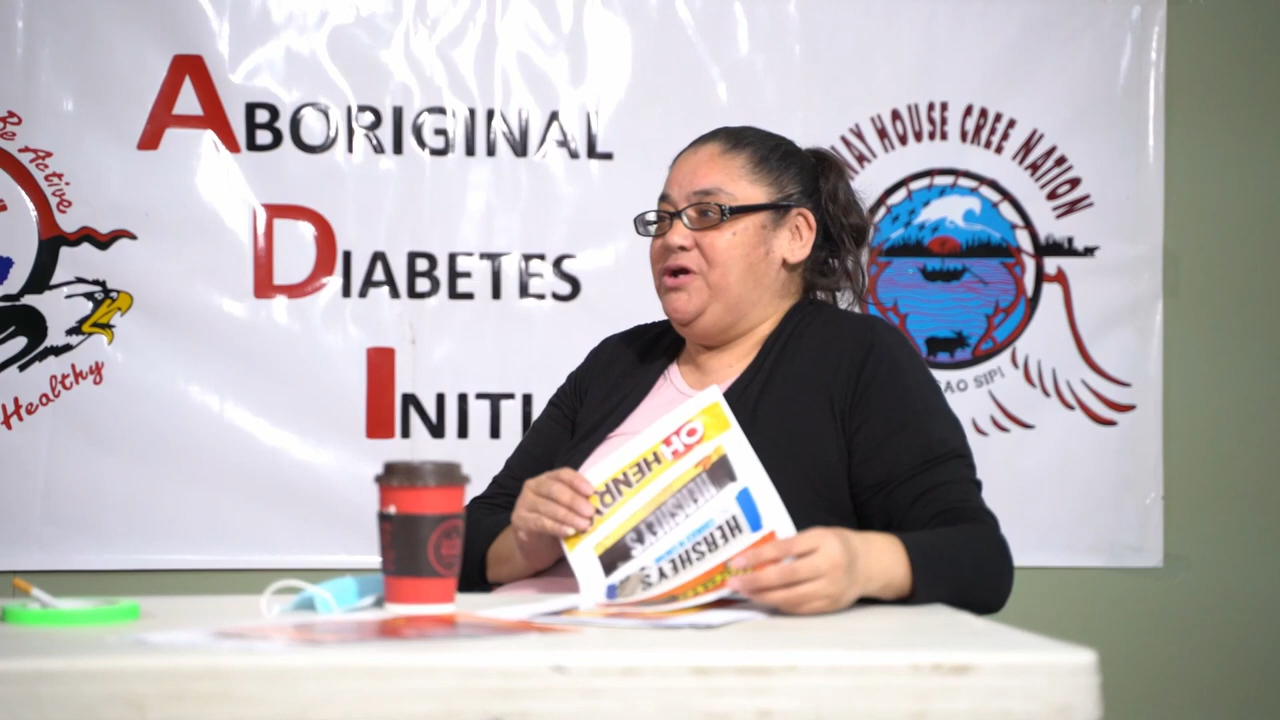 Be Active
Healthy
ABORIGINAL
DIABETES
INITI
WAY HOUSE CREE NATION
SAO SIPI
OH HENRY
HERSHEY'S
HERSHEY'S